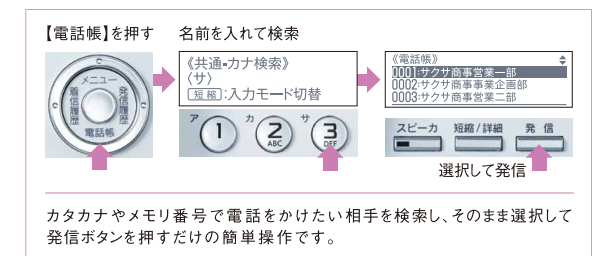 【電話帳】を押す
名前を入れて検索
メニュー
着信履歴
発信履歴
電話帳
《共通-カナ検索》
〈サ〉
短縮:入力モード切替
ア 1
カ 2 ABC
サ 3 DEF
《電話帳》
0001:サクサ商事営業一部
0002:サクサ商事事業企画部
0003:サクサ商事営業二部
スピーカ 短縮/詳細 発信
選択して発信
カタカナやメモリ番号で電話をかけたい相手を検索し、そのまま選択して
発信ボタンを押すだけの簡単操作です。